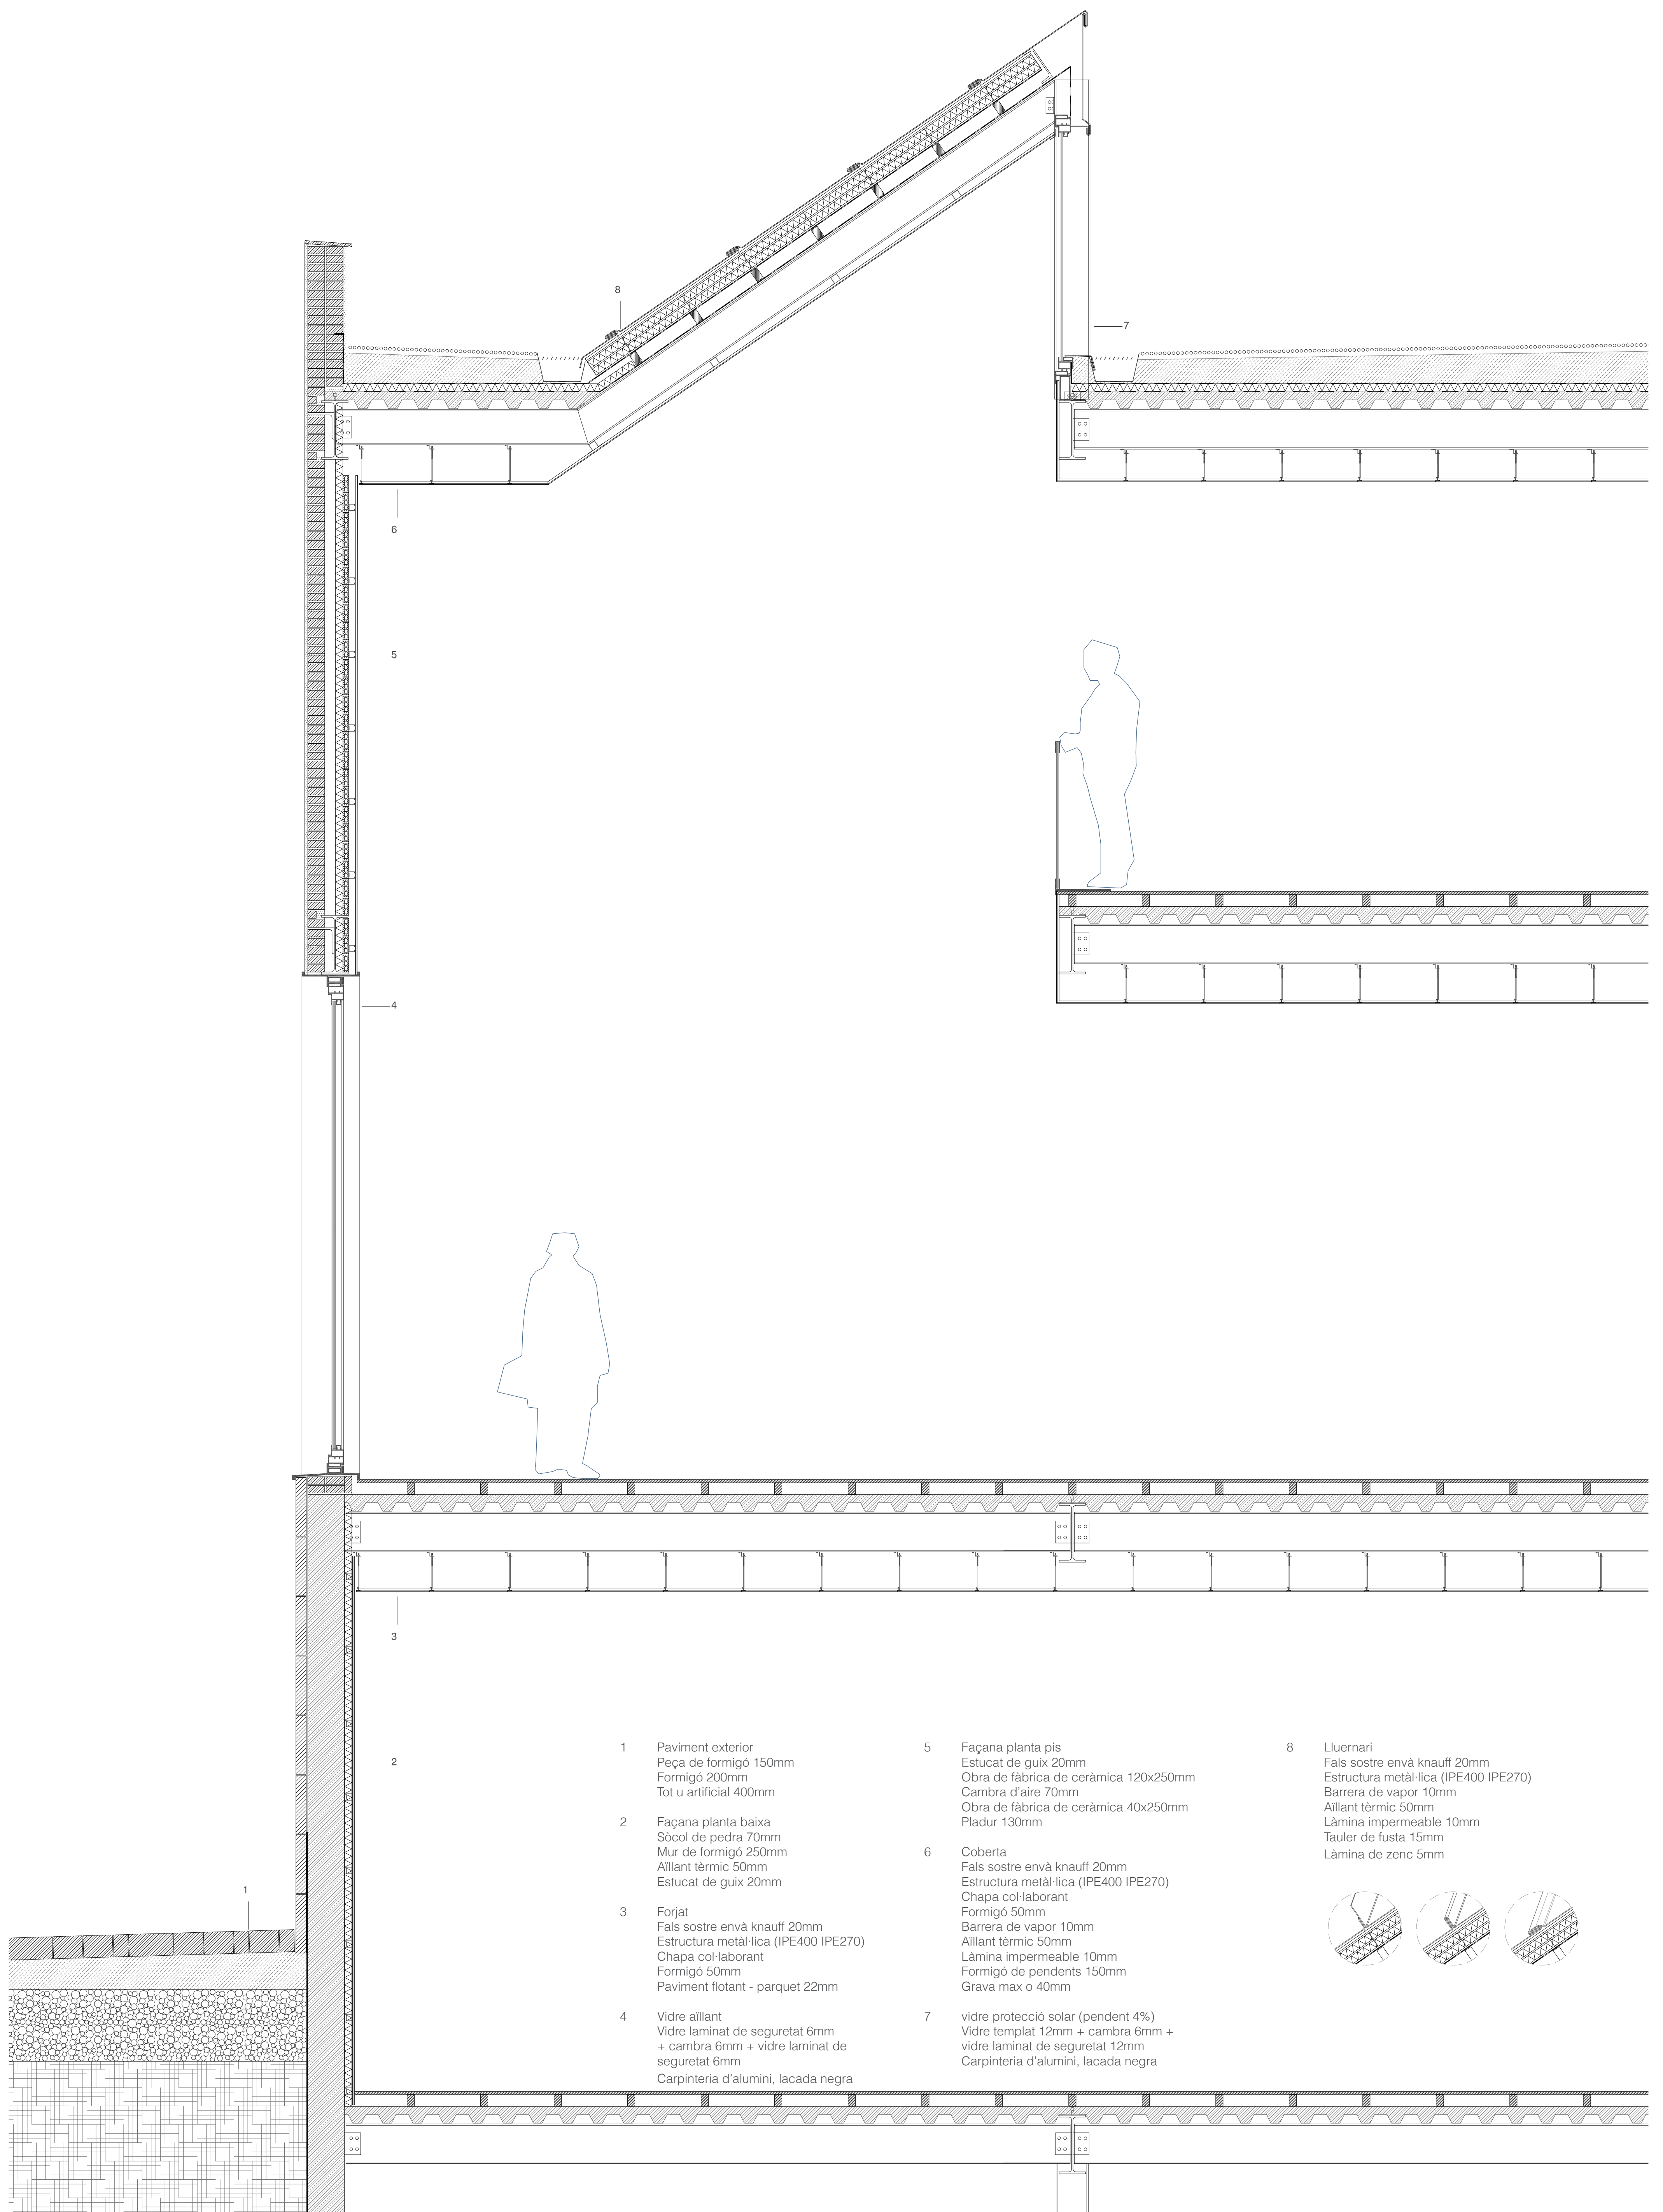 8
7
6
5
4
3
2
1
1 Paviment exterior
Peça de formigó 150mm
Formigó 200mm
Tot u artificial 400mm
2 Façana planta baixa
Sòcol de pedra 70mm
Mur de formigó 250mm
Aïllant tèrmic 50mm
Estucat de guix 20mm
3 Forjat
Fals sostre envà knauff 20mm
Estructura metàl·lica (IPE400 IPE270)
Chapa col·laborant
Formigó 50mm
Paviment flotant - parquet 22mm
4 Vidre aïllant
Vidre laminat de seguretat 6mm
+ cambra 6mm + vidre laminat de
seguretat 6mm
Carpinteria d'alumini, lacada negra
5 Façana planta pis
Estucat de guix 20mm
Obra de fàbrica de ceràmica 120x250mm
Cambra d'aire 70mm
Obra de fàbrica de ceràmica 40x250mm
Pladur 130mm
6 Coberta
Fals sostre envà knauff 20mm
Estructura metàl·lica (IPE400 IPE270)
Chapa col·laborant
Formigó 50mm
Barrera de vapor 10mm
Aïllant tèrmic 50mm
Làmina impermeable 10mm
Formigó de pendents 150mm
Grava max o 40mm
7 vidre protecció solar (pendent 4%)
Vidre templat 12mm + cambra 6mm +
vidre laminat de seguretat 12mm
Carpinteria d'alumini, lacada negra
8 Lluernari
Fals sostre envà knauff 20mm
Estructura metàl·lica (IPE400 IPE270)
Barrera de vapor 10mm
Aïllant tèrmic 50mm
Làmina impermeable 10mm
Tauler de fusta 15mm
Làmina de zenc 5mm